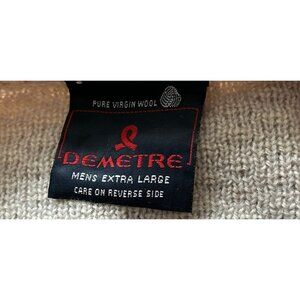 PURE VIRGIN WOOL
DEMETRE
MENS EXTRA LARGE
CARE ON REVERSE SIDE